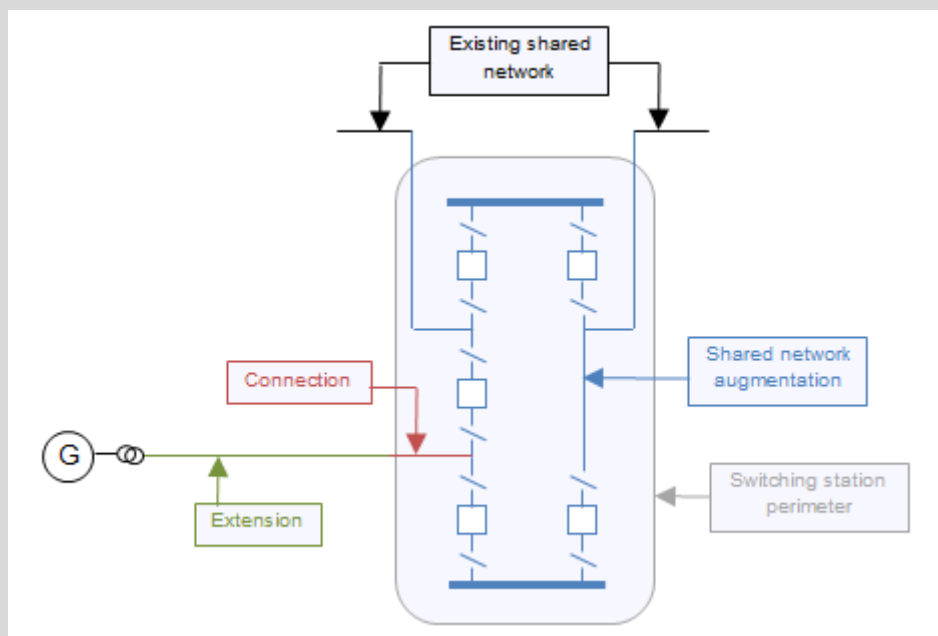 Existing shared
network
Connection
Shared network
augmentation
G
Switching station
perimeter
Extension